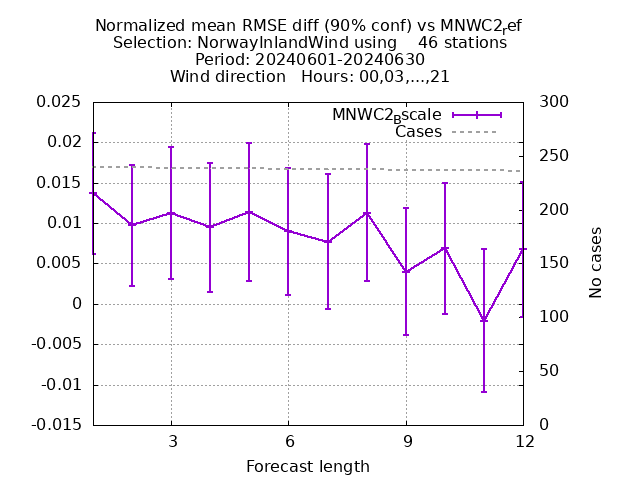 Normalized mean RMSE diff (90% conf) vs MNWC2ref
Selection: NorwayInlandWind using 46 stations
Period: 20240601-20240630
Wind direction Hours: 00,03,...,21
MNWC2Bscale
Cases
0.025
0.02
0.015
0.01
0.005
0
-0.005
-0.01
-0.015
300
250
200
150
100
50
0
No cases
3 6 9 12
Forecast length